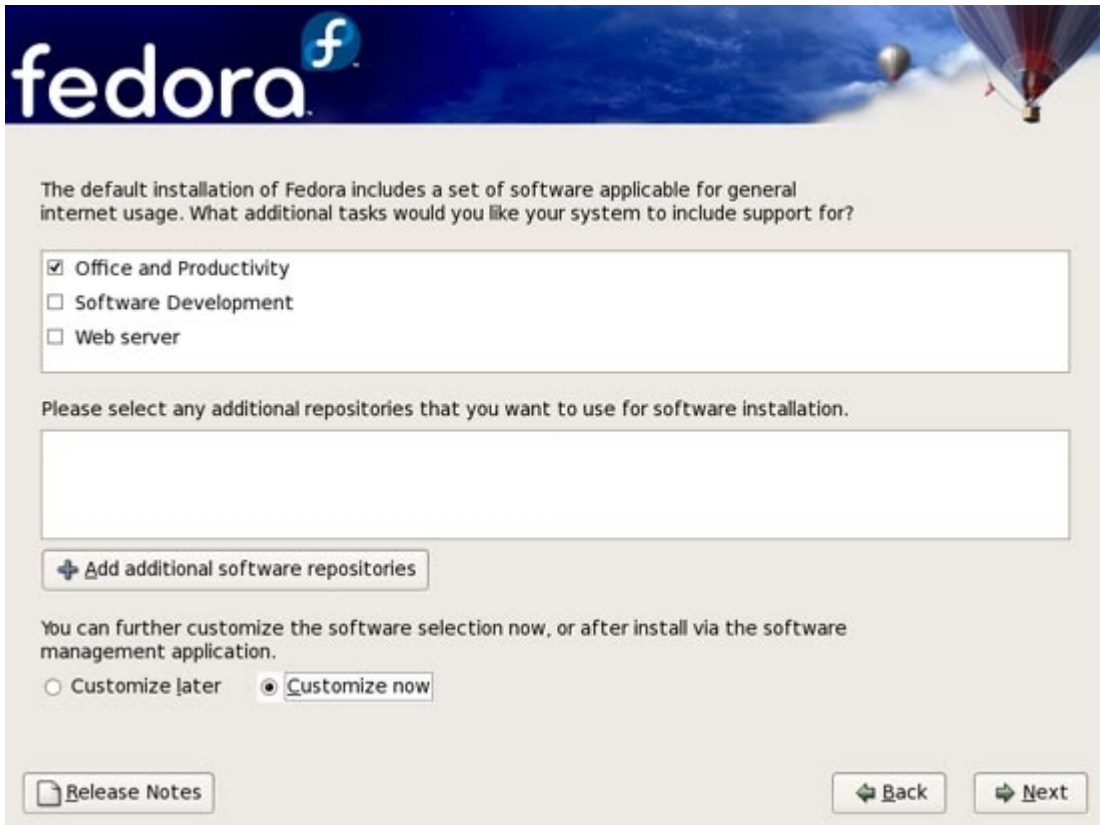 fedora
The default installation of Fedora includes a set of software applicable for general
internet usage. What additional tasks would you like your system to include support for?
Office and Productivity
Software Development
Web server
Please select any additional repositories that you want to use for software installation.
Add additional software repositories
You can further customize the software selection now, or after install via the software
management application.
Customize later Customize now
Release Notes Back Next